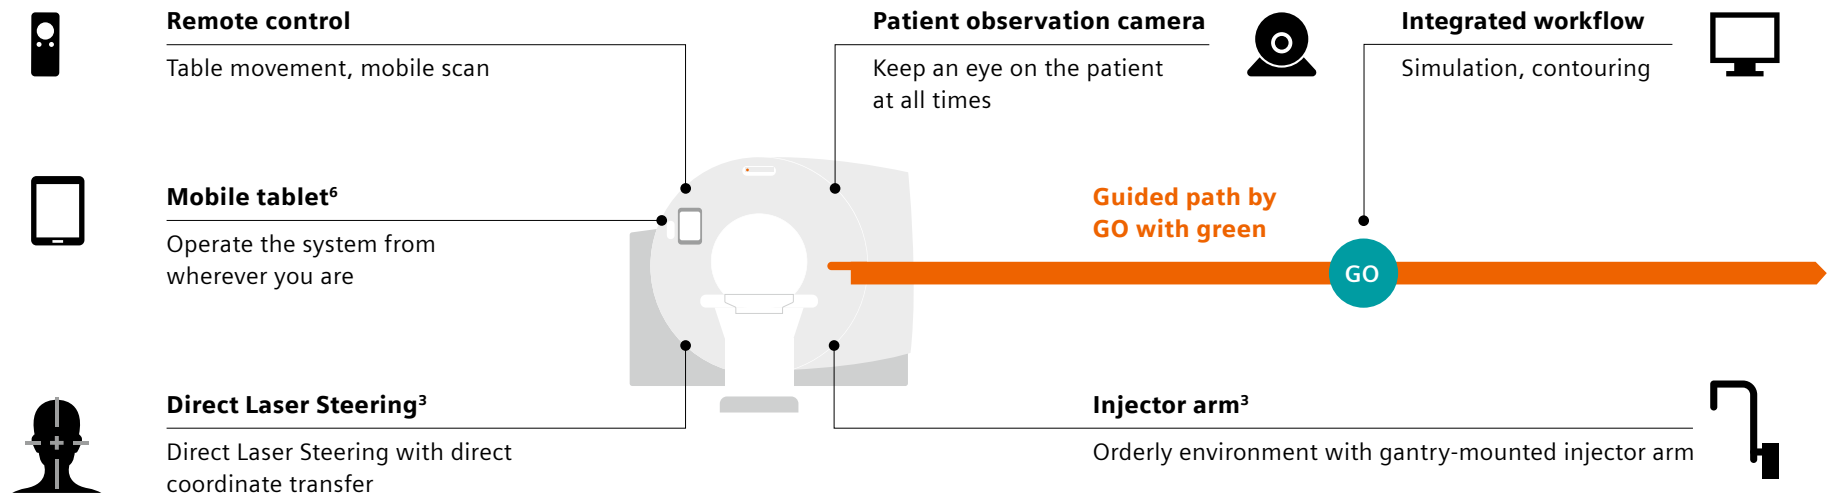 Remote control
Table movement, mobile scan
Patient observation camera
Keep an eye on the patient
at all times
Integrated workflow
Simulation, contouring
Mobile tablet⁶
Operate the system from
wherever you are
Guided path by
GO with green
GO
Direct Laser Steering³
Direct Laser Steering with direct
coordinate transfer
Injector arm³
Orderly environment with gantry-mounted injector arm